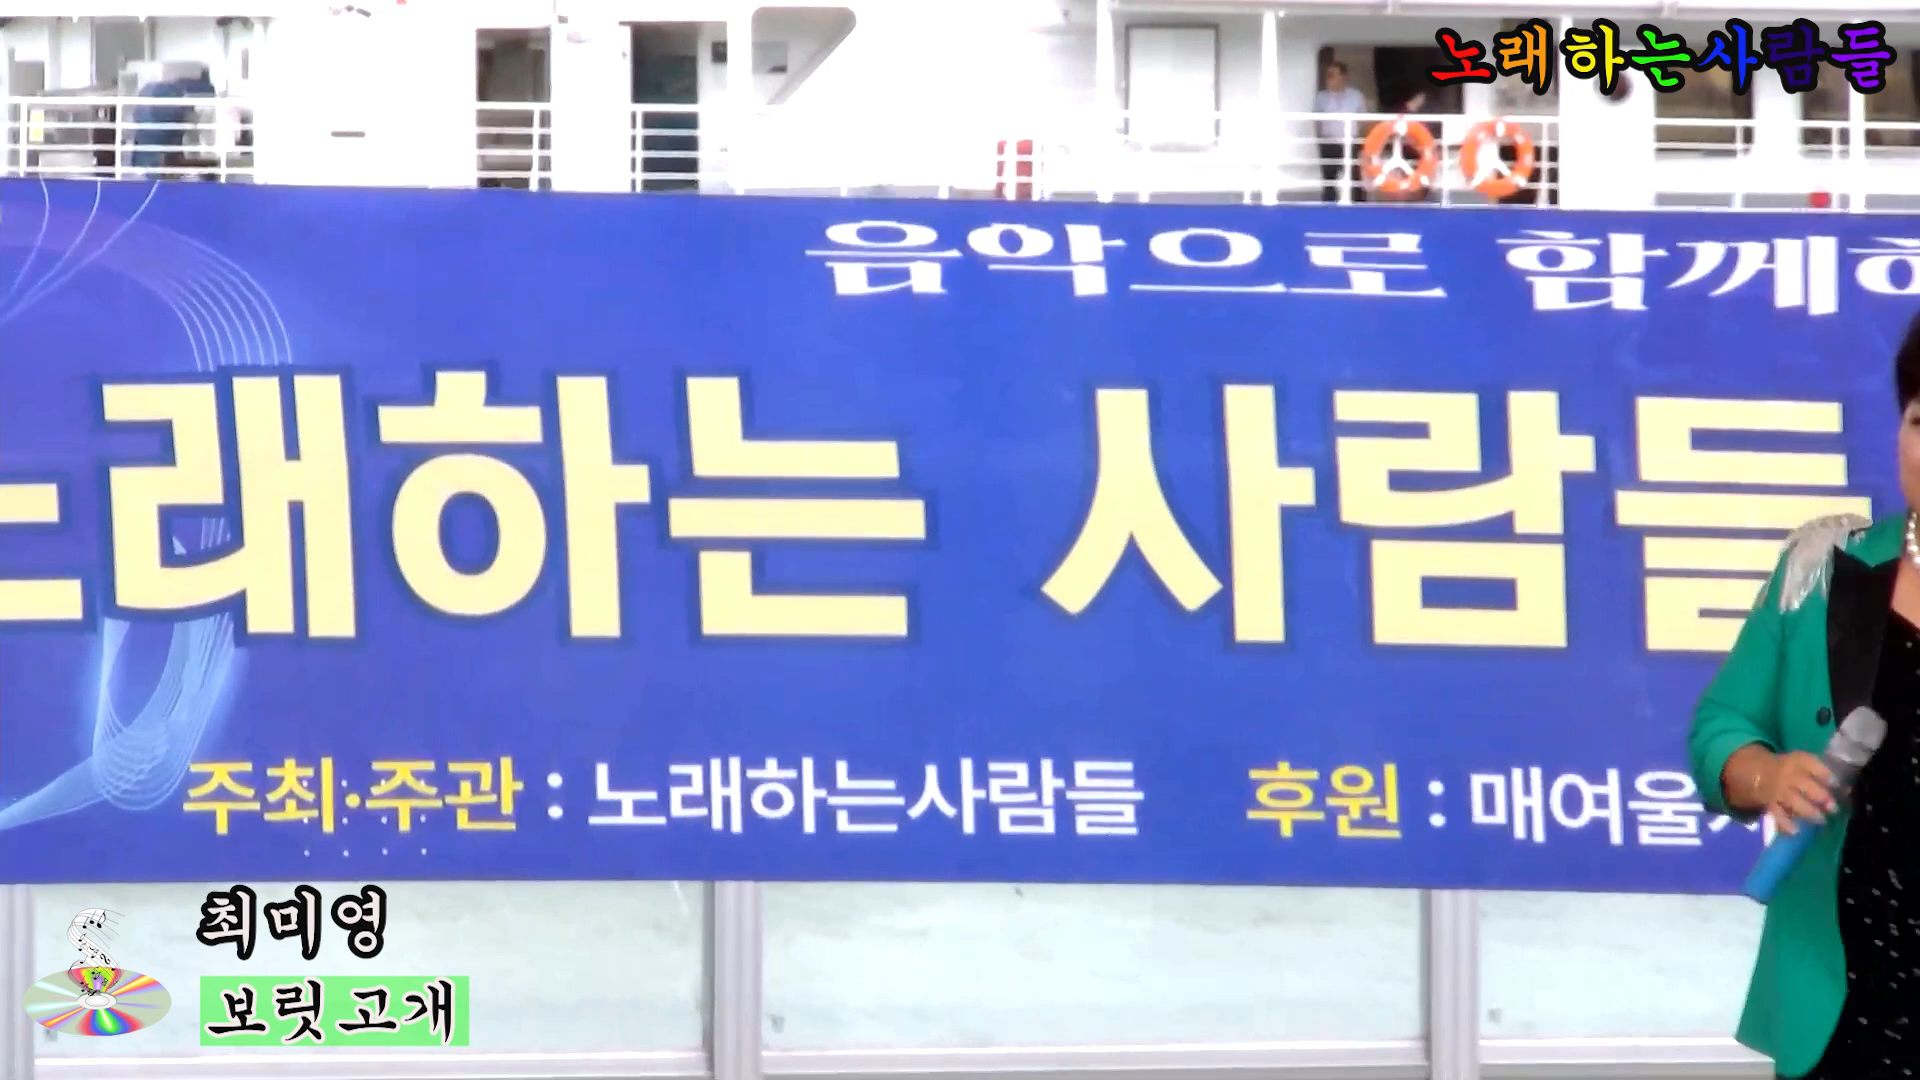 노래하는사람들
음악으로 함께하
노래하는 사람들
주최·주관 : 노래하는사람들 후원 : 매여울
최미영
보릿고개